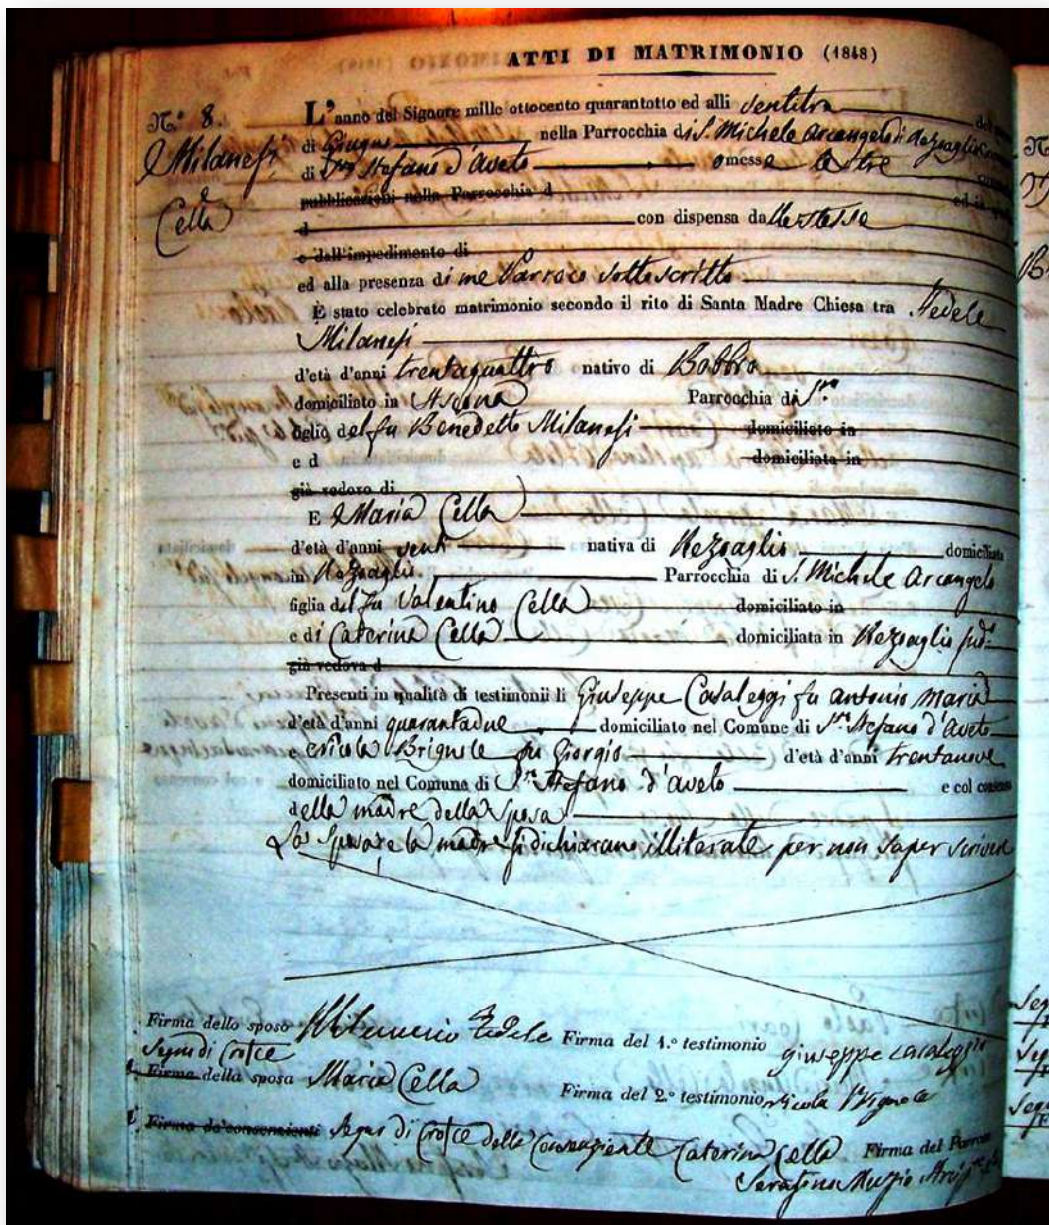 ATTI DI MATRIMONIO (1848)
N.° 8.
Milanesi
e
Cella
L'anno del Signore mille ottocento quarantotto ed alli ventitre del
di Giugno nella Parrocchia di S. Michele Arcangelo di Rezoaglio
di S.to Stefano d'Aveto omesse le tre
pubblicazioni nella Parrocchia d ed in
d con dispensa dalle stesse
e dall'impedimento di
ed alla presenza di me Parroco sottoscritto
È stato celebrato matrimonio secondo il rito di Santa Madre Chiesa tra Fedele
Milanesi
d'età d'anni trentaquattro nativo di Bobbio
domiciliato in Parrocchia di
figlio del fu Benedetto Milanesi domiciliato in
e d domiciliata in
già vedovo di
E Maria Cella
d'età d'anni venti nativa di Rezoaglio domiciliata
in Rezoaglio Parrocchia di S. Michele Arcangelo
figlia del fu Valentino Cella domiciliato in
e di Caterina Cella domiciliata in Rezoaglio
già vedova d
Presenti in qualità di testimonii li Giuseppe Casaleggi fu Antonio Maria
d'età d'anni quarantadue domiciliato nel Comune di S.to Stefano d'Aveto
e Nicola Brignole fu Giorgio d'età d'anni trentanove
domiciliato nel Comune di S.to Stefano d'Aveto e col consenso
della madre della Sposa
La Sposa e la madre si dichiarano illiterate per non saper scrivere
Firma dello sposo Fedele Firma del 1.° testimonio Giuseppe Casaleggi
Segno di Croce
Firma della sposa Maria Cella Firma del 2.° testimonio Nicola Brignole
Firma de' consenzienti Segno di Croce della Consenziente Caterina Cella Firma del Parroco